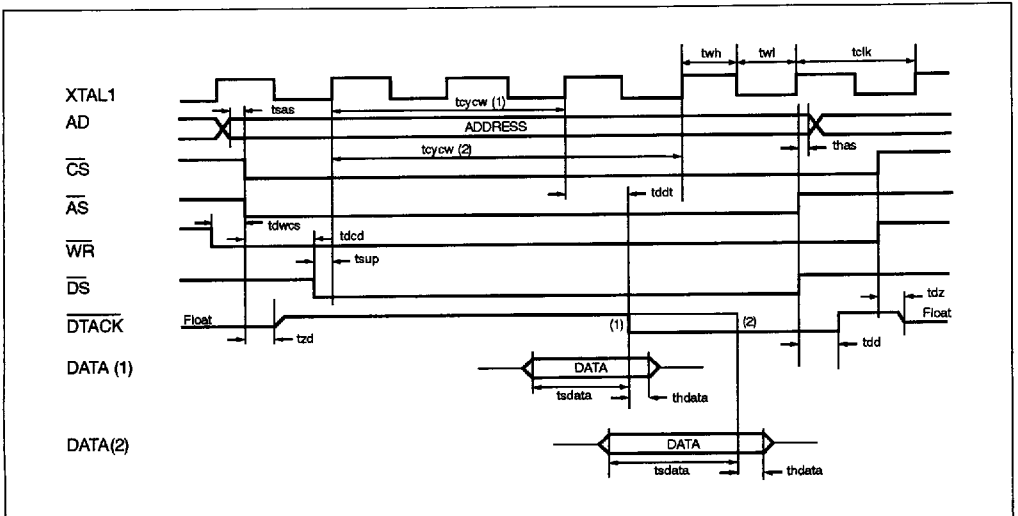 twh twl tclk
XTAL1
tsas
tcycw (1)
AD
ADDRESS
tcycw (2)
thas
CS
tddt
AS
tdwcs
tdcd
WR
tsup
DS
tdz
DTACK
Float
(1)
(2)
Float
tzd
tdd
DATA (1)
DATA
tsdata
thdata
DATA(2)
DATA
tsdata
thdata